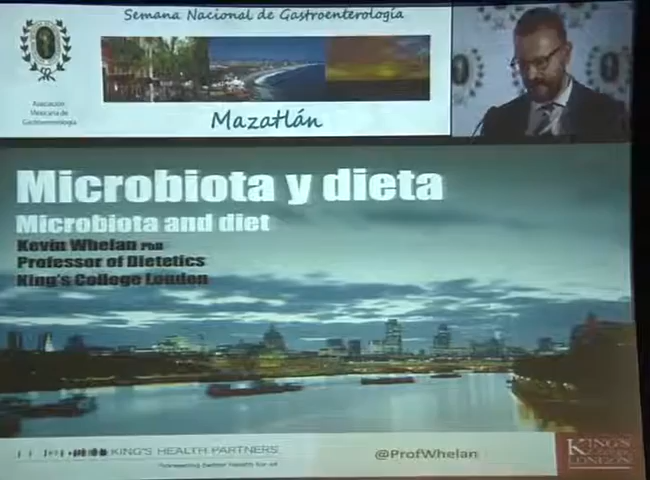 Semana Nacional de Gastroenterología
Asociación
Mexicana de
Gastroenterología
Mazatlán
Microbiota y dieta
Microbiota and diet
Kevin Whelan PhD
Professor of Dietetics
King's College London
KING'S HEALTH PARTNERS
@ProfWhelan
KING'S
College
LONDON